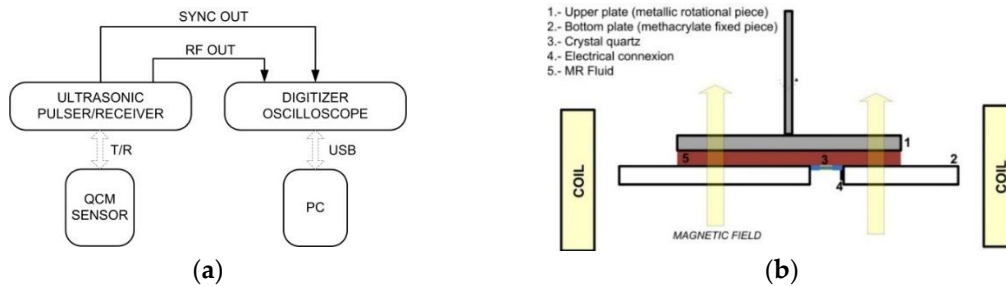 SYNC OUT
RF OUT
ULTRASONIC
PULSER/RECEIVER
DIGITIZER
OSCILLOSCOPE
T/R
USB
QCM
SENSOR
PC
(a)
1.- Upper plate (metallic rotational piece)
2.- Bottom plate (methacrylate fixed piece)
3.- Crystal quartz
4.- Electrical connexion
5.- MR Fluid
1
5
3
2
4
COIL
COIL
MAGNETIC FIELD
(b)